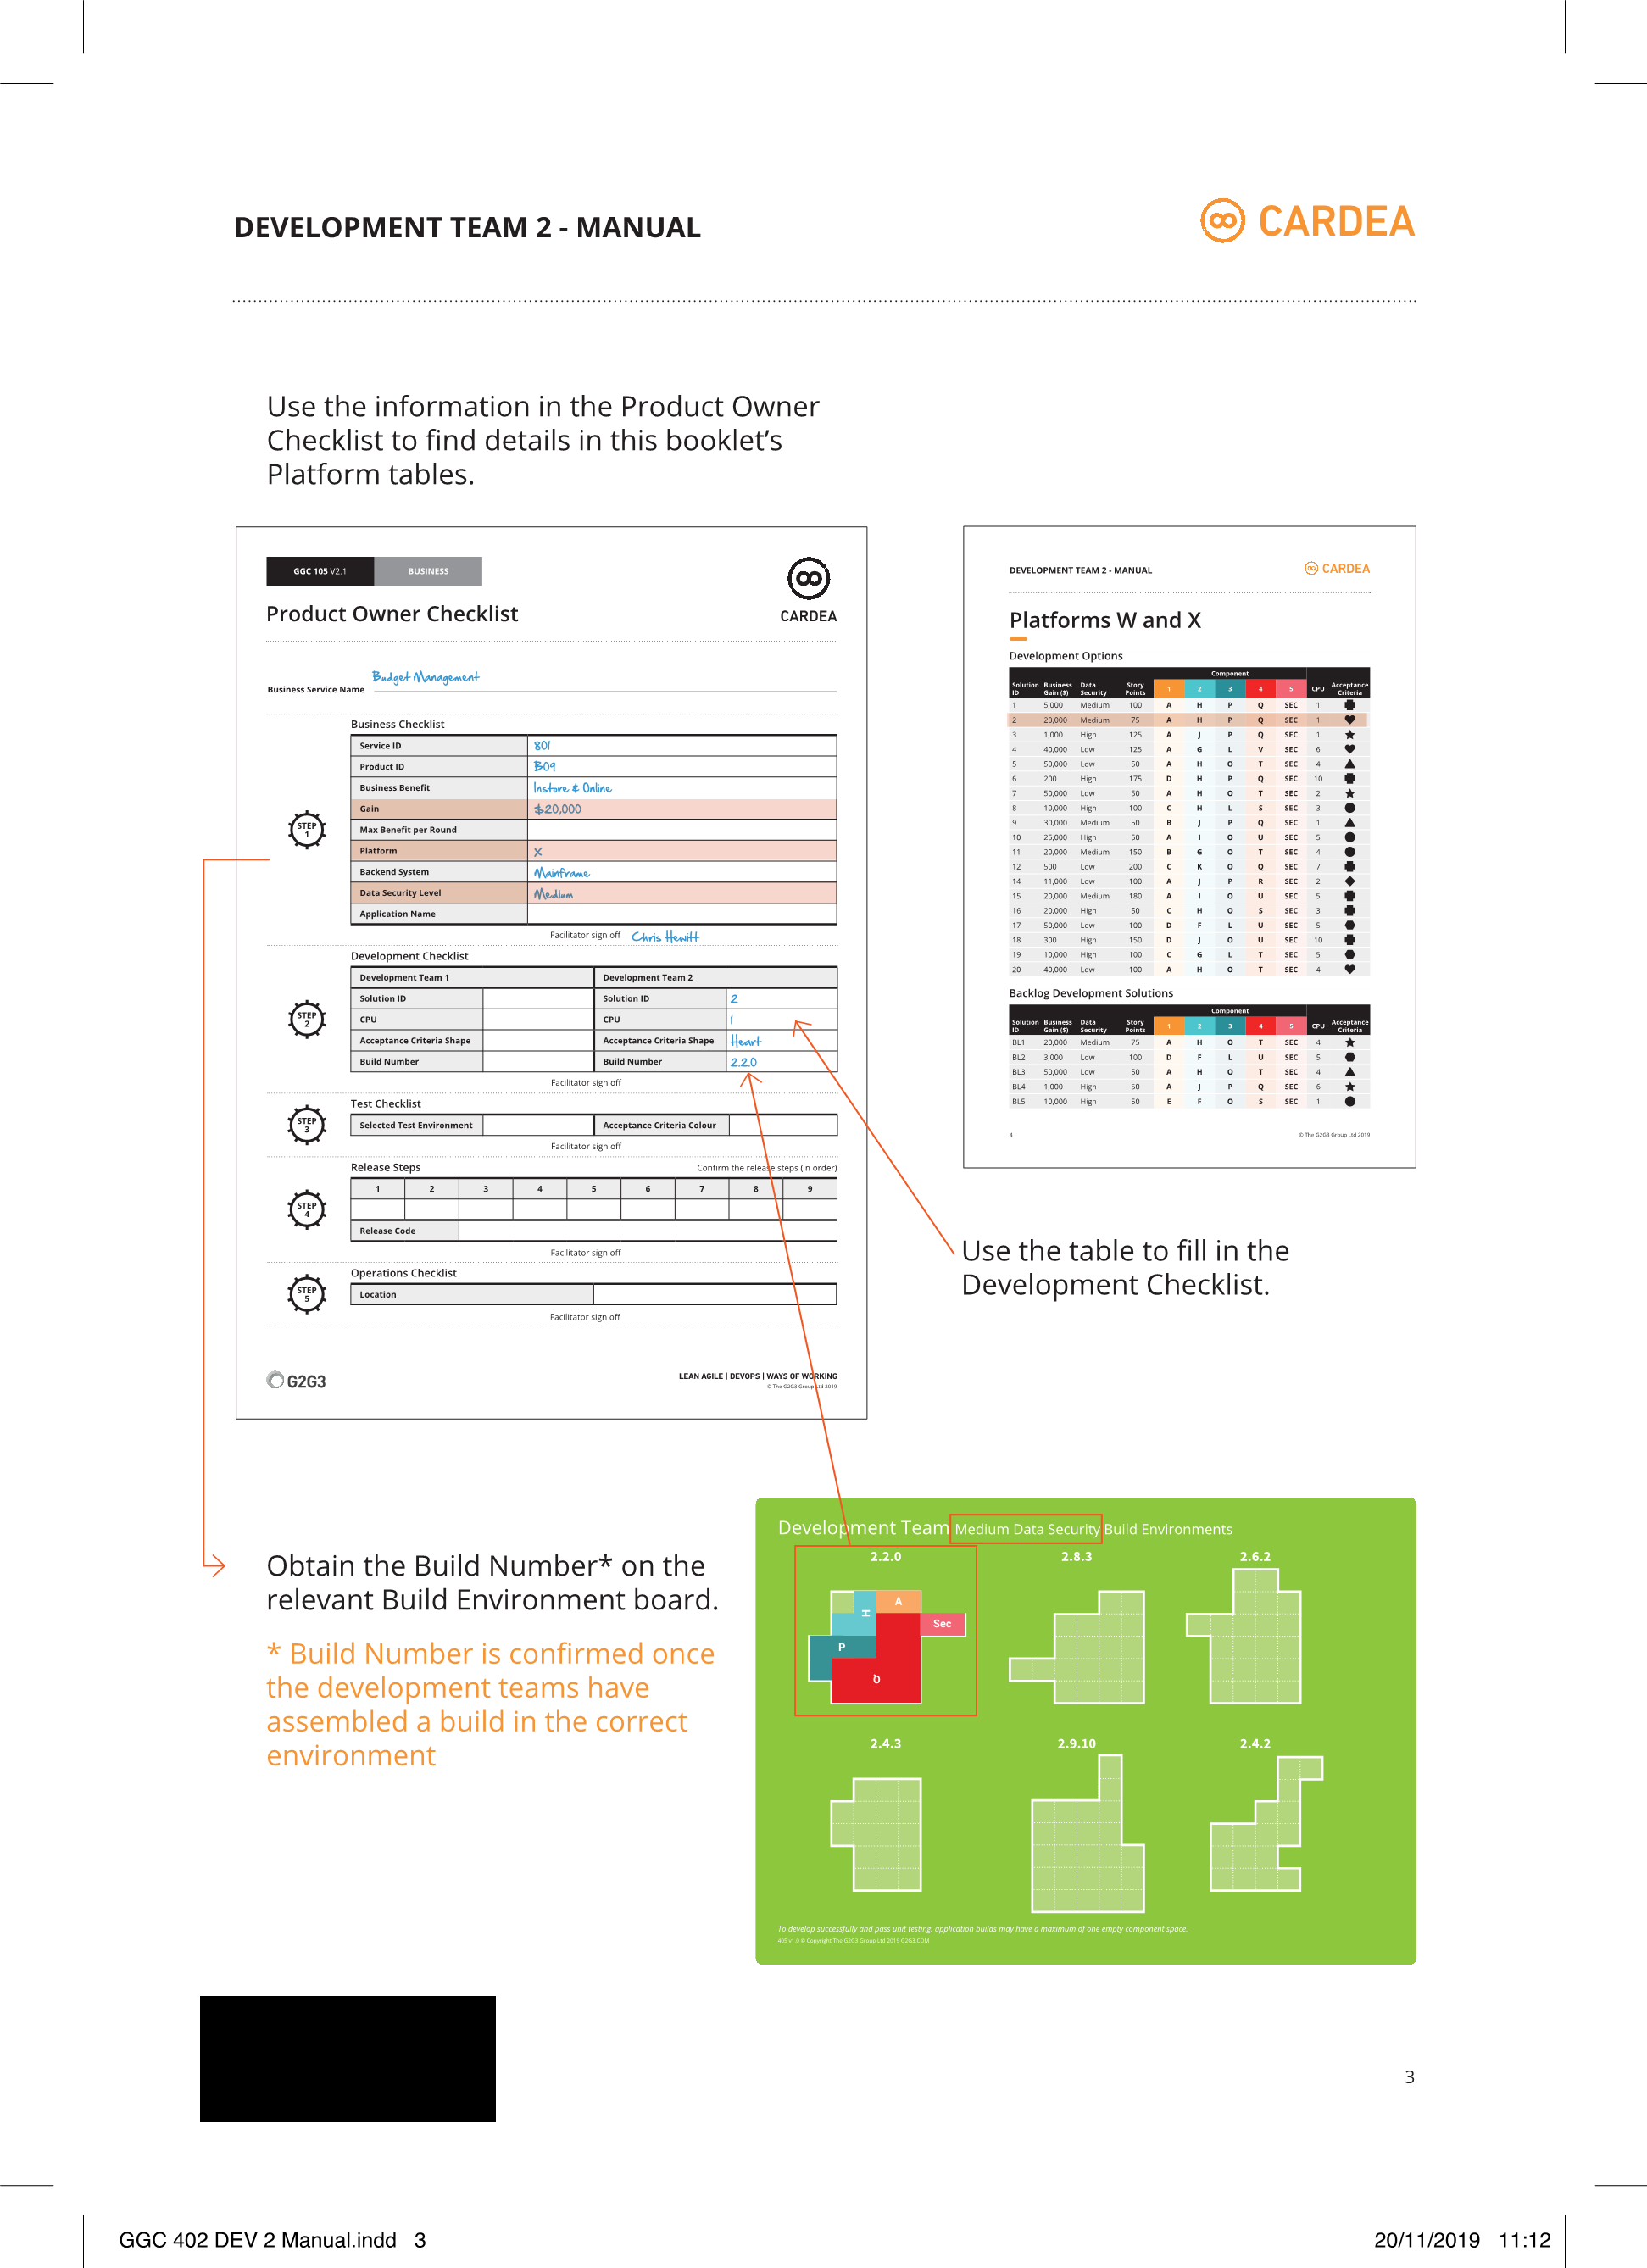 DEVELOPMENT TEAM 2 - MANUAL
CARDEA
Use the information in the Product Owner
Checklist to find details in this booklet's
Platform tables.
GGC 105 V2.1 BUSINESS
CARDEA
Product Owner Checklist
Business Service Name Budget Management
Business Checklist
STEP 1
Service ID 801
Product ID B09
Business Benefit Instore & Online
Gain $20,000
Max Benefit per Round
Platform X
Backend System Mainframe
Data Security Level Medium
Application Name
Facilitator sign off Chris Hewitt
Development Checklist
STEP 2
Development Team 1 Development Team 2
Solution ID Solution ID 2
CPU CPU 1
Acceptance Criteria Shape Acceptance Criteria Shape Heart
Build Number Build Number 2.2.0
Facilitator sign off
Test Checklist
STEP 3
Selected Test Environment Acceptance Criteria Colour
Facilitator sign off
Release Steps Confirm the release steps (in order)
STEP 4
1 2 3 4 5 6 7 8 9
Release Code
Facilitator sign off
Operations Checklist
STEP 5
Location
Facilitator sign off
G2G3
LEAN AGILE | DEVOPS | WAYS OF WORKING
© The G2G3 Group Ltd 2019
DEVELOPMENT TEAM 2 - MANUAL
CARDEA
Platforms W and X
Development Options
Component
Solution ID Business Gain ($) Data Security Story Points 1 2 3 4 5 CPU Acceptance Criteria
1 5,000 Medium 100 A H P Q SEC 1
2 20,000 Medium 75 A H P Q SEC 1
3 1,000 High 125 A J P Q SEC 1
4 40,000 Low 125 A G L V SEC 6
5 50,000 Low 50 A H O T SEC 4
6 200 High 175 D H P Q SEC 10
7 50,000 Low 50 A H O T SEC 2
8 10,000 High 100 C H L S SEC 3
9 30,000 Medium 50 B J P Q SEC 1
10 25,000 High 50 A I O U SEC 5
11 20,000 Medium 150 B G O T SEC 4
12 500 Low 200 C K O Q SEC 7
14 11,000 Low 100 A J P R SEC 2
15 20,000 Medium 180 A I O U SEC 5
16 20,000 High 50 C H O S SEC 3
17 50,000 Low 100 D F L U SEC 5
18 300 High 150 D J O U SEC 10
19 10,000 High 100 C G L T SEC 5
20 40,000 Low 100 A H O T SEC 4
Backlog Development Solutions
Component
Solution ID Business Gain ($) Data Security Story Points 1 2 3 4 5 CPU Acceptance Criteria
BL1 20,000 Medium 75 A H O T SEC 4
BL2 3,000 Low 100 D F L U SEC 5
BL3 50,000 Low 50 A H O T SEC 4
BL4 1,000 High 50 A J P Q SEC 6
BL5 10,000 High 50 E F O S SEC 1
4 © The G2G3 Group Ltd 2019
Use the table to fill in the
Development Checklist.
Obtain the Build Number* on the
relevant Build Environment board.
* Build Number is confirmed once
the development teams have
assembled a build in the correct
environment
Development Team Medium Data Security Build Environments
2.2.0 2.8.3 2.6.2
H A Sec P Q
2.4.3 2.9.10 2.4.2
To develop successfully and pass unit testing, application builds may have a maximum of one empty component space.
© Copyright The G2G3 Group Ltd 2019 G2G3.COM
3
GGC 402 DEV 2 Manual.indd 3
20/11/2019 11:12